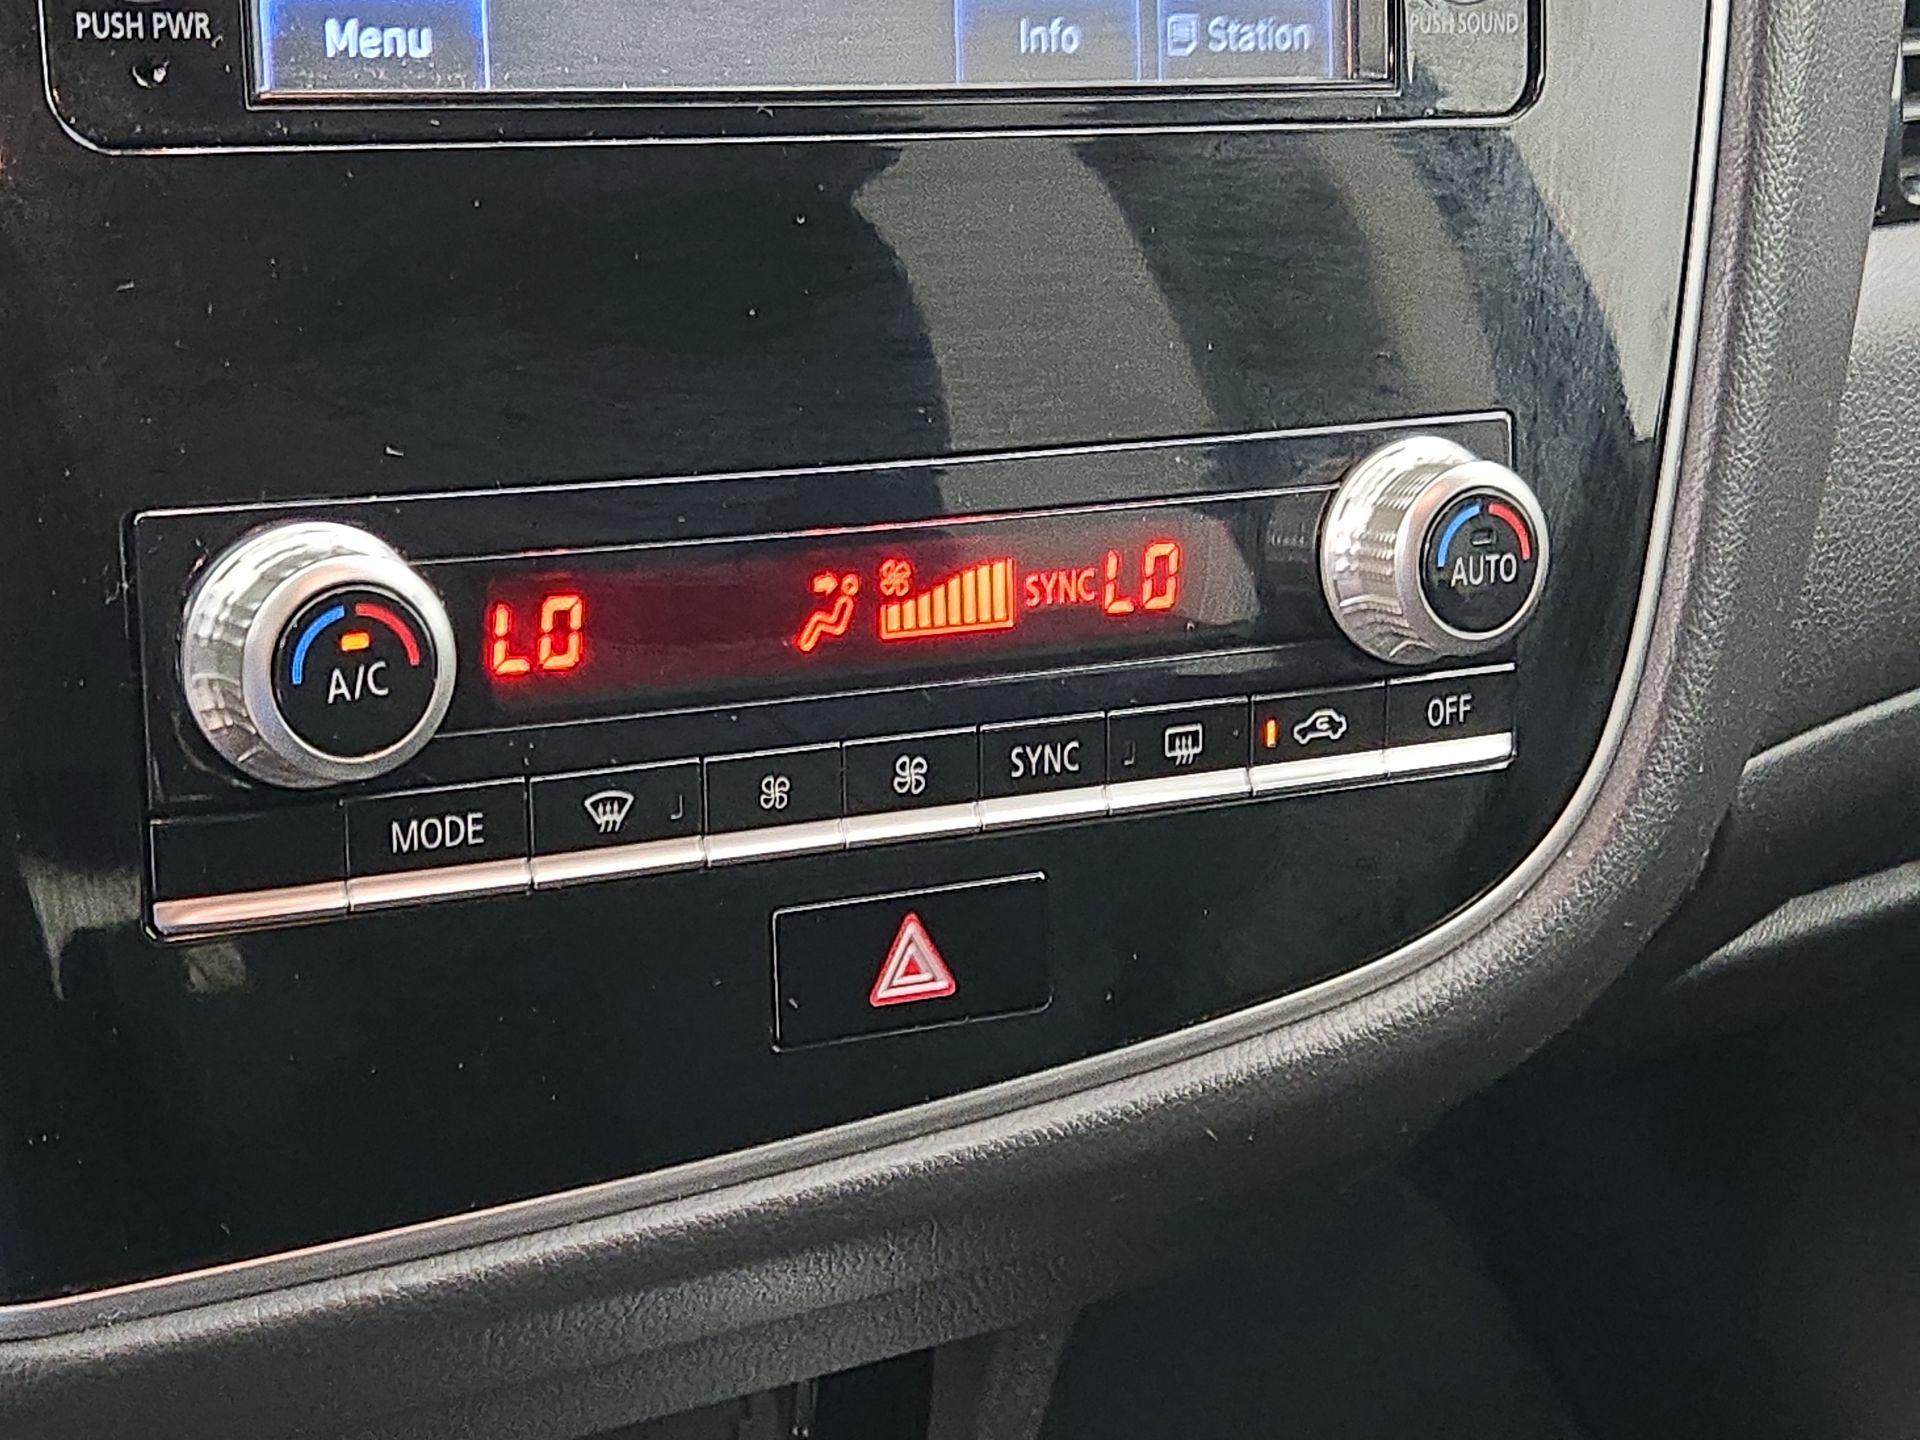 PUSH PWR
Menu
Info
Station
PUSH SOUND
A/C
LO
SYNC
LO
AUTO
MODE
SYNC
OFF